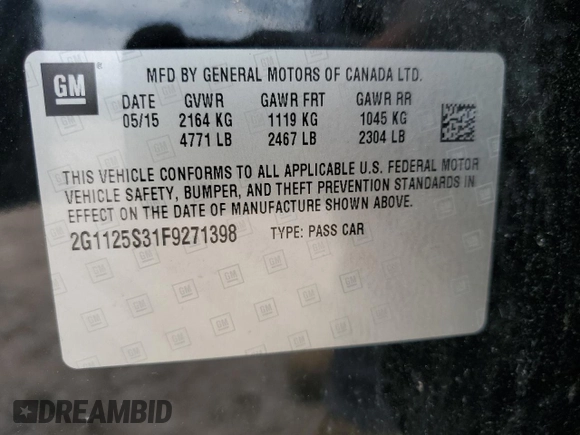 GM
MFD BY GENERAL MOTORS OF CANADA LTD.
DATE GVWR GAWR FRT GAWR RR
05/15 2164 KG 1119 KG 1045 KG
4771 LB 2467 LB 2304 LB
THIS VEHICLE CONFORMS TO ALL APPLICABLE U.S. FEDERAL MOTOR
VEHICLE SAFETY, BUMPER, AND THEFT PREVENTION STANDARDS IN
EFFECT ON THE DATE OF MANUFACTURE SHOWN ABOVE.
2G1125S31F9271398 TYPE: PASS CAR
DREAMBID